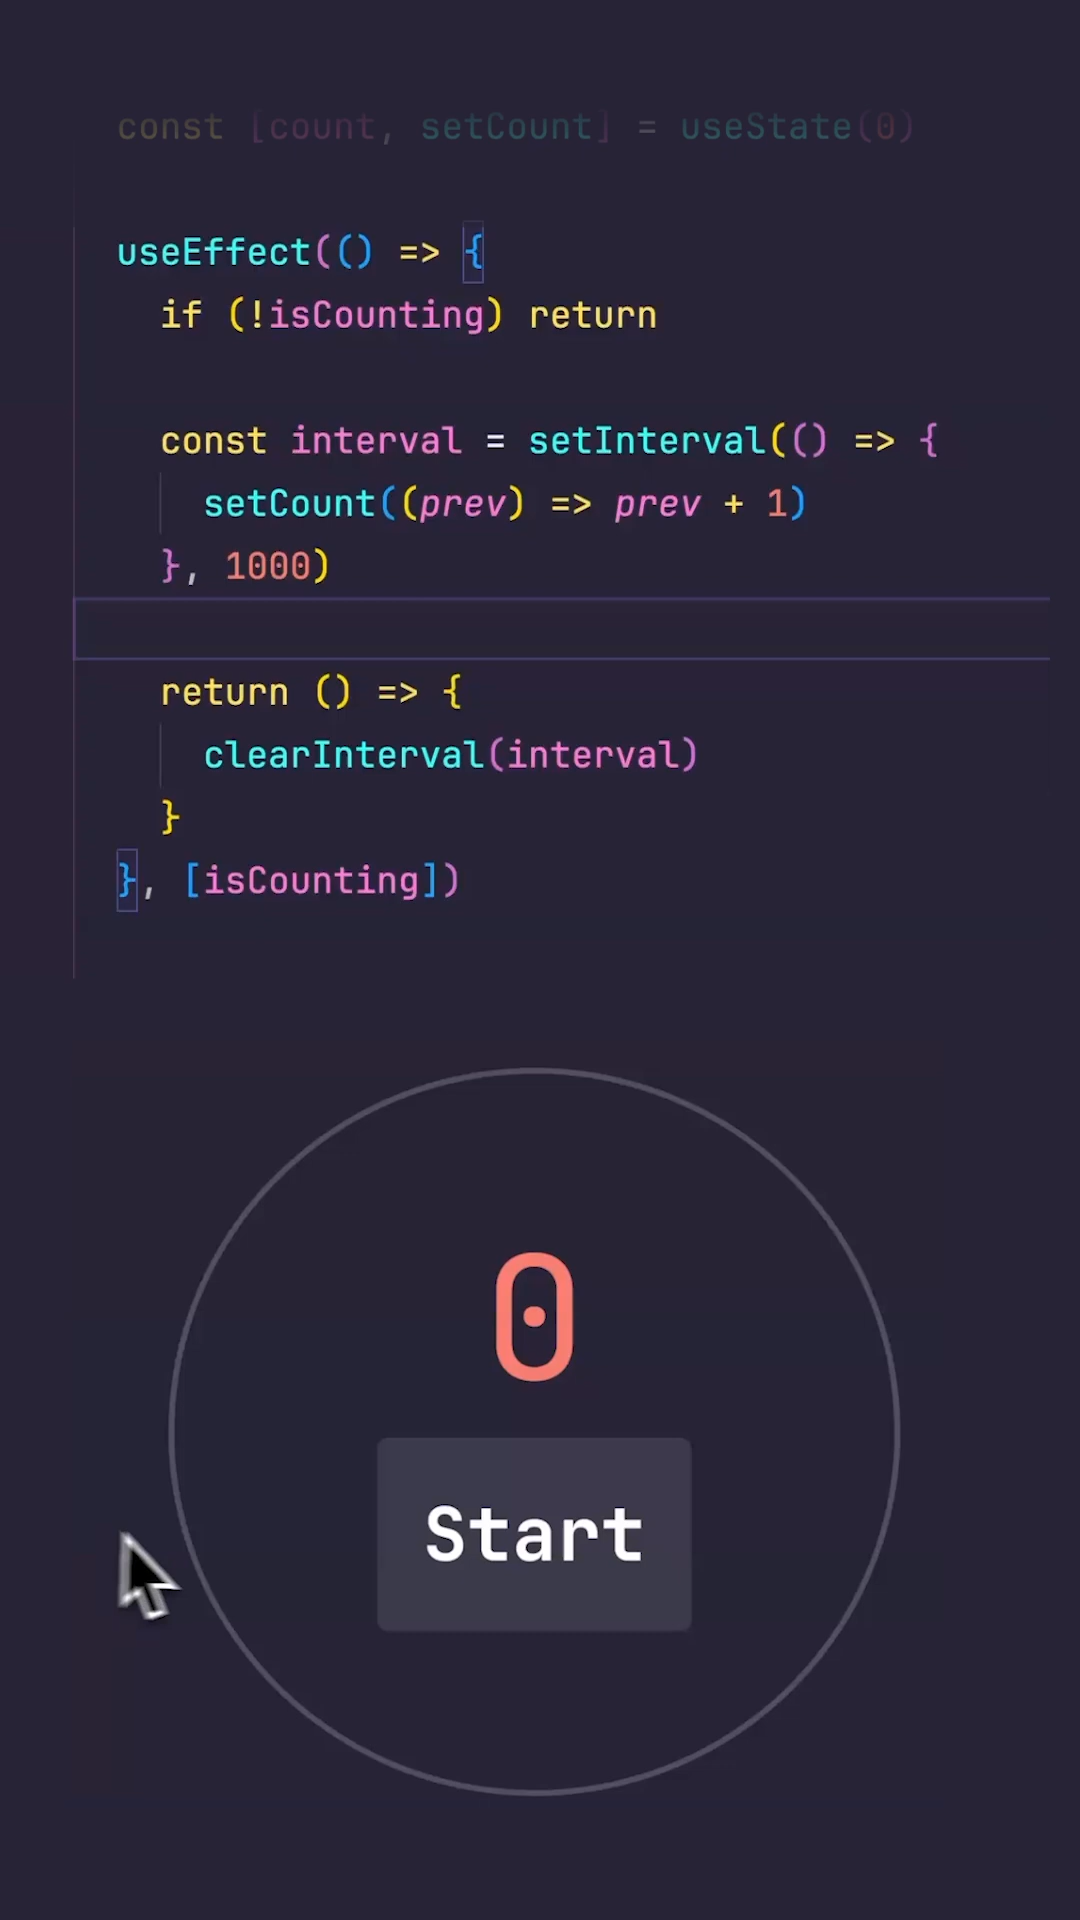 const [count, setCount] = useState(0)
useEffect(() => {
if (!isCounting) return
const interval = setInterval(() => {
setCount((prev) => prev + 1)
}, 1000)
return () => {
clearInterval(interval)
}
}, [isCounting])
0
Start